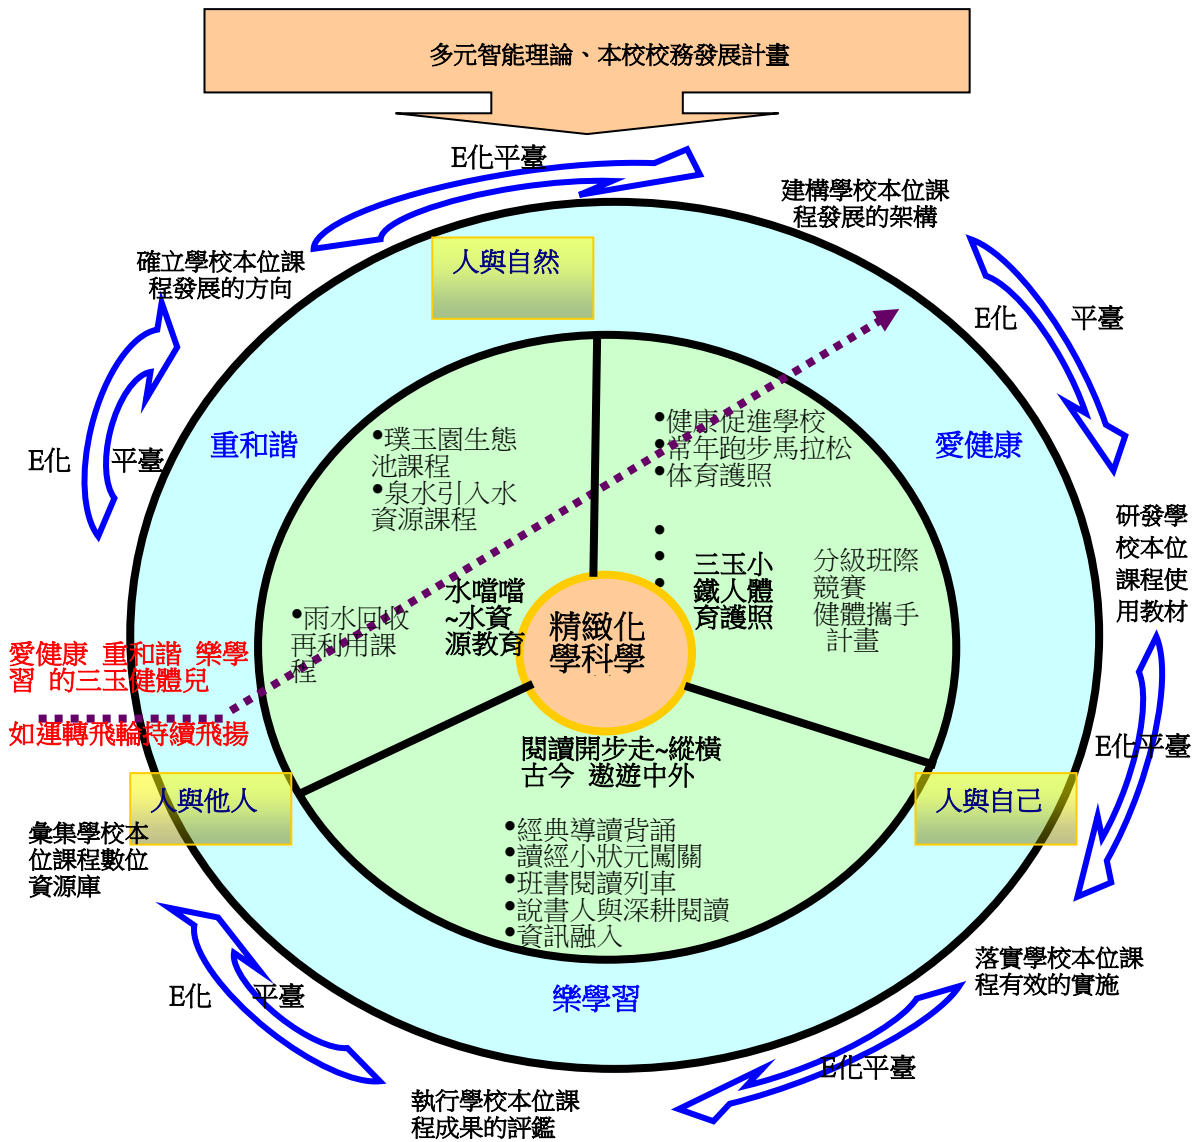 多元智能理論、本校校務發展計畫
E化平臺
建構學校本位課
程發展的架構
確立學校本位課
程發展的方向
人與自然
E化
平臺
重和諧
愛健康
E化
平臺
•璞玉園生態
池課程
•泉水引入水
資源課程
•健康促進學校
•常年跑步馬拉松
•体育護照
•
•
•
三玉小
鐵人體
育護照
分級班際
競賽
健體攜手
計畫
研發學
校本位
課程使
用教材
水噹噹
~水資
源教育
•雨水回收
再利用課
程
精緻化
學科學
愛健康 重和諧 樂學
習 的三玉健體兒
如運轉飛輪持續飛揚
閱讀開步走~縱橫
古今 遨遊中外
E化平臺
人與他人
人與自己
彙集學校本
位課程數位
資源庫
•經典導讀背誦
•讀經小狀元闖關
•班書閱讀列車
•說書人與深耕閱讀
•資訊融入
落實學校本位課
程有效的實施
E化
平臺
樂學習
E化平臺
執行學校本位課
程成果的評鑑